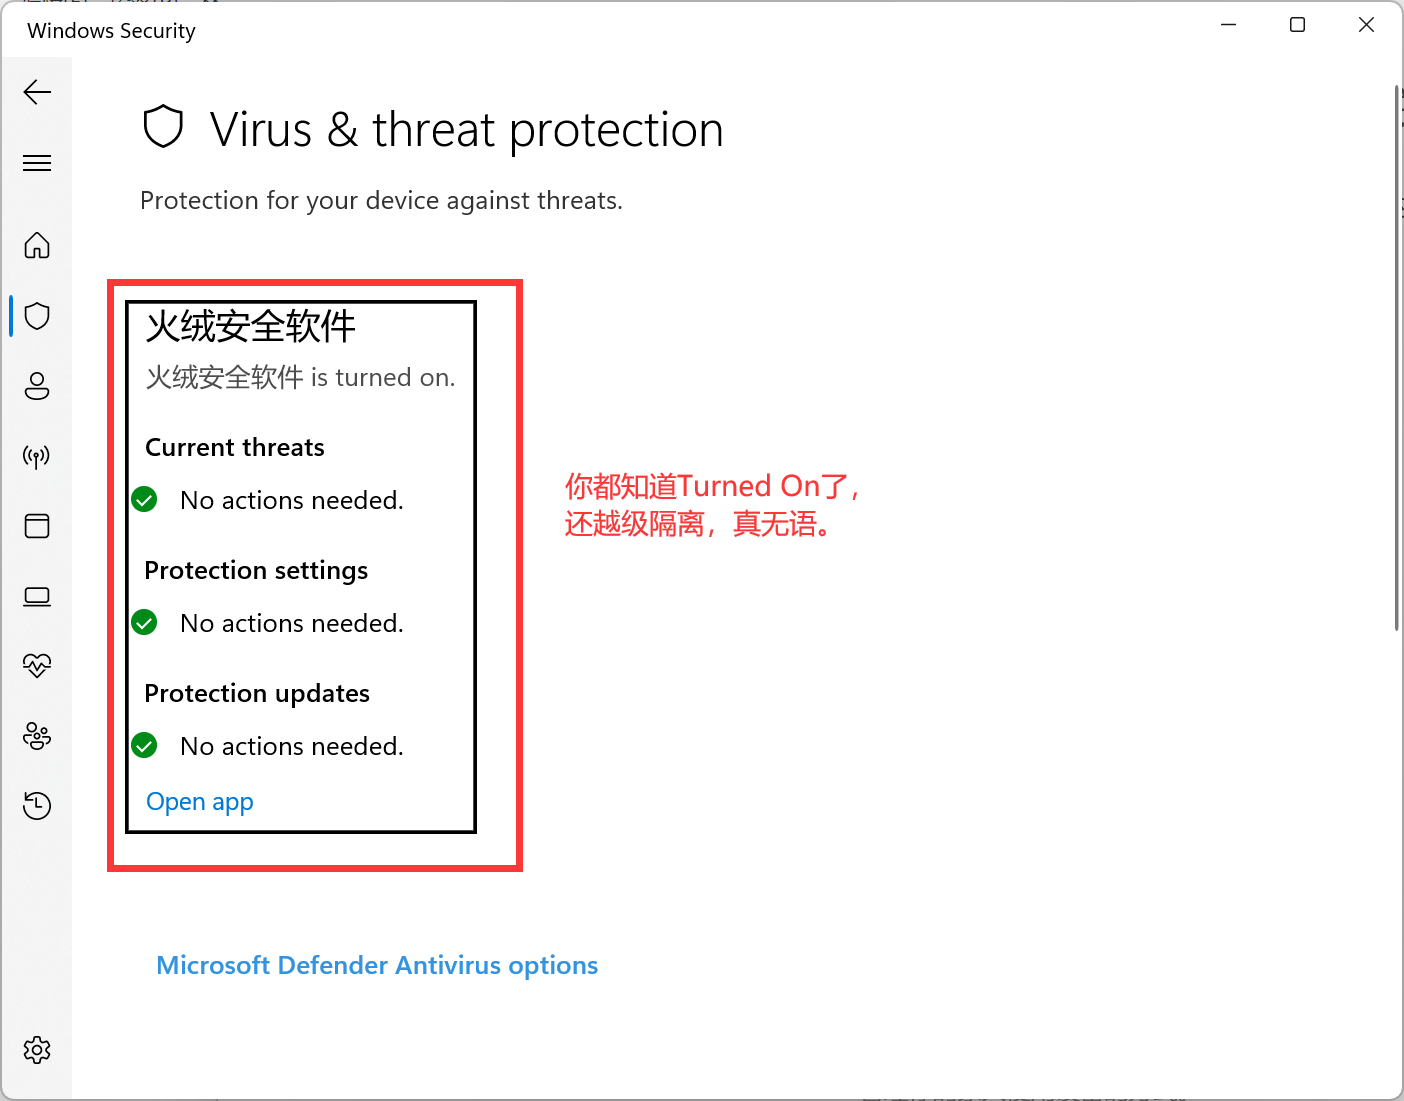 Windows Security
Virus & threat protection
Protection for your device against threats.
火绒安全软件
火绒安全软件 is turned on.
Current threats
No actions needed.
Protection settings
No actions needed.
Protection updates
No actions needed.
Open app
你都知道Turned On了，
还越级隔离，真无语。
Microsoft Defender Antivirus options